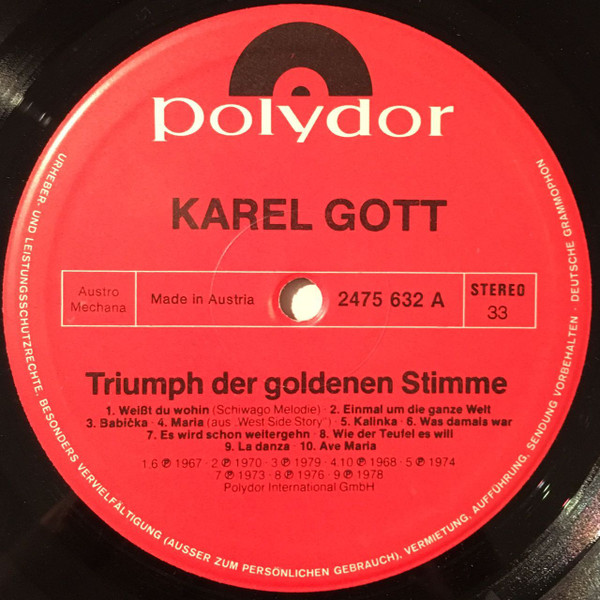 polydor
KAREL GOTT
Austro
Mechana
Made in Austria
2475 632 A
STEREO
33
Triumph der goldenen Stimme
1. Weißt du wohin (Schiwago Melodie) · 2. Einmal um die ganze Welt
3. Babička · 4. Maria (aus „West Side Story“) · 5. Kalinka · 6. Was damals war
7. Es wird schon weitergehn · 8. Wie der Teufel es will
9. La danza · 10. Ave Maria
1.6 ℗ 1967 · 2 ℗ 1970 · 3 ℗ 1979 · 4.10 ℗ 1968 · 5 ℗ 1974
7 ℗ 1973 · 8 ℗ 1976 · 9 ℗ 1978
Polydor International GmbH
URHEBER- UND LEISTUNGSSCHUTZRECHTE, BESONDERS VERVIELFÄLTIGUNG (AUSSER ZUM PERSÖNLICHEN GEBRAUCH), VERMIETUNG, AUFFÜHRUNG, SENDUNG VORBEHALTEN · DEUTSCHE GRAMMOPHON